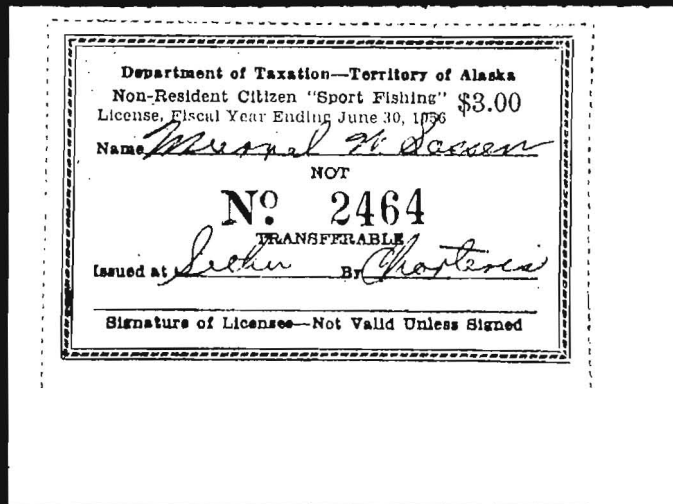 Department of Taxation—Territory of Alaska
Non-Resident Citizen "Sport Fishing" $3.00
License, Fiscal Year Ending June 30, 1956
Name W. Sassen
NOT
No. 2464
TRANSFERABLE
Issued at By
Signature of Licensee—Not Valid Unless Signed